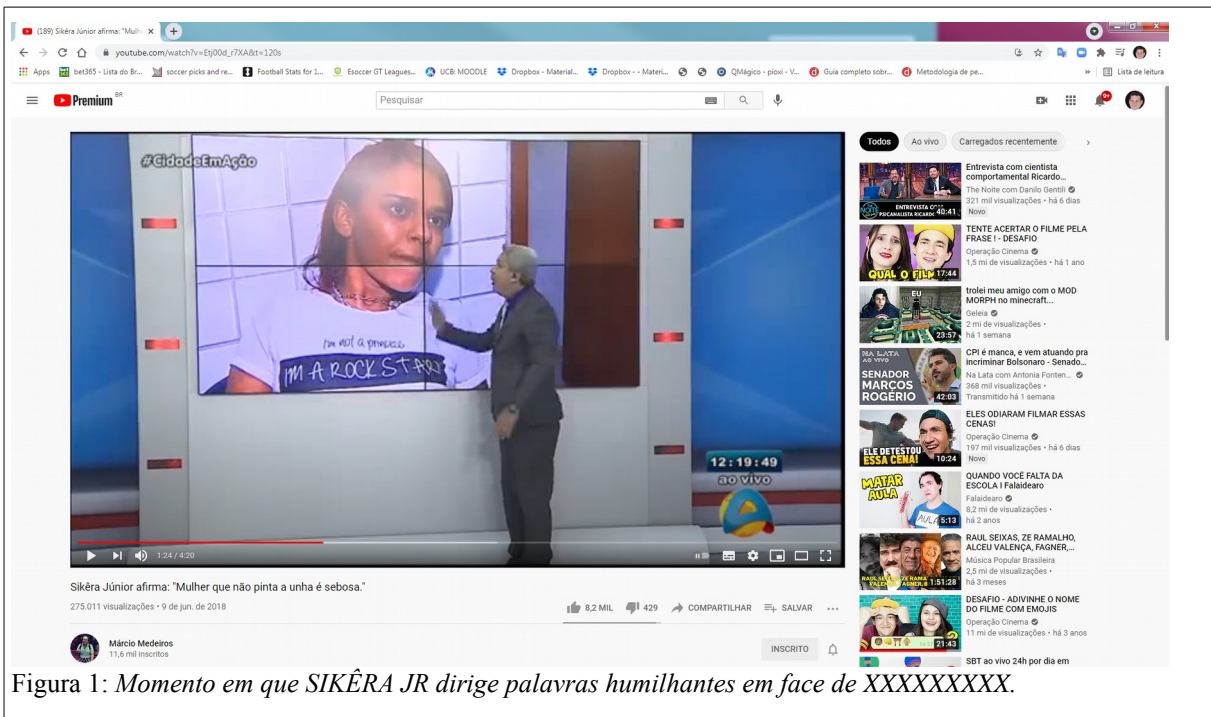 (189) Sikêra Júnior afirma: "Mulh
youtube.com/watch?v=Etj00d_r7XA&t=120s
Apps bet365 - Lista do Br... soccer picks and re... Football Stats for 1... Esoccer GT Leagues... UCB: MOODLE Dropbox - Material... Dropbox - - Materi... QMágico - pioxi - V... Guia completo sobr... Metodologia de pe... » Lista de leitura
Premium BR
Pesquisar
9+
#CidadeEmAção
I'm not a princess
I'M A ROCK STAR
12:19:49
ao vivo
1:24 / 4:20
Sikêra Júnior afirma: "Mulher que não pinta a unha é sebosa."
275.011 visualizações • 9 de jun. de 2018
8,2 MIL 429 COMPARTILHAR SALVAR ...
Márcio Medeiros
11,6 mil inscritos
INSCRITO
Todos Ao vivo Carregados recentemente
ENTREVISTA COM
PSICANALISTA RICARDO
40:41
Entrevista com cientista
comportamental Ricardo...
The Noite com Danilo Gentili
321 mil visualizações • há 6 dias
Novo
QUAL O FILM
17:44
TENTE ACERTAR O FILME PELA
FRASE ! - DESAFIO
Operação Cinema
1,5 mi de visualizações • há 1 ano
EU
23:57
trolei meu amigo com o MOD
MORPH no minecraft...
Geleia
2 mi de visualizações •
há 1 semana
NA LATA
AO VIVO
SENADOR
MARCOS
ROGÉRIO
42:03
CPI é manca, e vem atuando pra
incriminar Bolsonaro - Senado...
Na Lata com Antonia Fonten...
368 mil visualizações •
Transmitido há 1 semana
ELE DETESTOU
ESSA CENA!
10:24
ELES ODIARAM FILMAR ESSAS
CENAS!
Operação Cinema
197 mil visualizações • há 6 dias
Novo
MATAR
AULA
AULA
5:13
QUANDO VOCÊ FALTA DA
ESCOLA I Falaidearo
Falaidearo
8,2 mi de visualizações •
há 2 anos
1:51:28
RAUL SEIXAS, ZE RAMALHO,
ALCEU VALENÇA, FAGNER,...
Música Popular Brasileira
2,5 mi de visualizações •
há 3 meses
21:43
DESAFIO - ADIVINHE O NOME
DO FILME COM EMOJIS
Operação Cinema
11 mi de visualizações • há 3 anos
SBT ao vivo 24h por dia em
Figura 1: Momento em que SIKÊRA JR dirige palavras humilhantes em face de XXXXXXXXX.